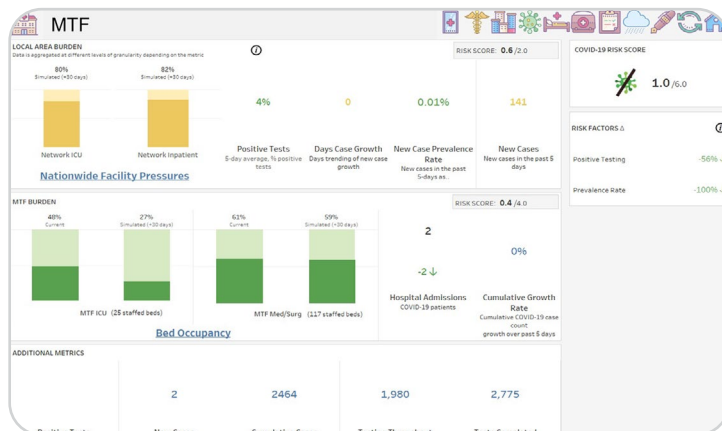 MTF
LOCAL AREA BURDEN
Data is aggregated at different levels of granularity depending on the metric
RISK SCORE: 0.6 /2.0
80%
Simulated (+30 days)
82%
Simulated (+30 days)
4%
0
0.01%
141
Network ICU
Network Inpatient
Nationwide Facility Pressures
Positive Tests
5-day average, % positive
tests
Days Case Growth
Days trending of new case
growth
New Case Prevalence
Rate
New cases in the past
5-days as..
New Cases
New cases in the past 5
days
COVID-19 RISK SCORE
1.0 /6.0
RISK FACTORS Δ
Positive Testing
-56%
Prevalence Rate
-100%
MTF BURDEN
RISK SCORE: 0.4 /4.0
48%
Current
27%
Simulated (+30 days)
61%
Current
59%
Simulated (+30 days)
MTF ICU (25 staffed beds)
MTF Med/Surg (117 staffed beds)
Bed Occupancy
2
-2 ↓
Hospital Admissions
COVID-19 patients
0%
Cumulative Growth
Rate
Cumulative COVID-19 case
count
growth over past 5 days
ADDITIONAL METRICS
2
2464
1,980
2,775